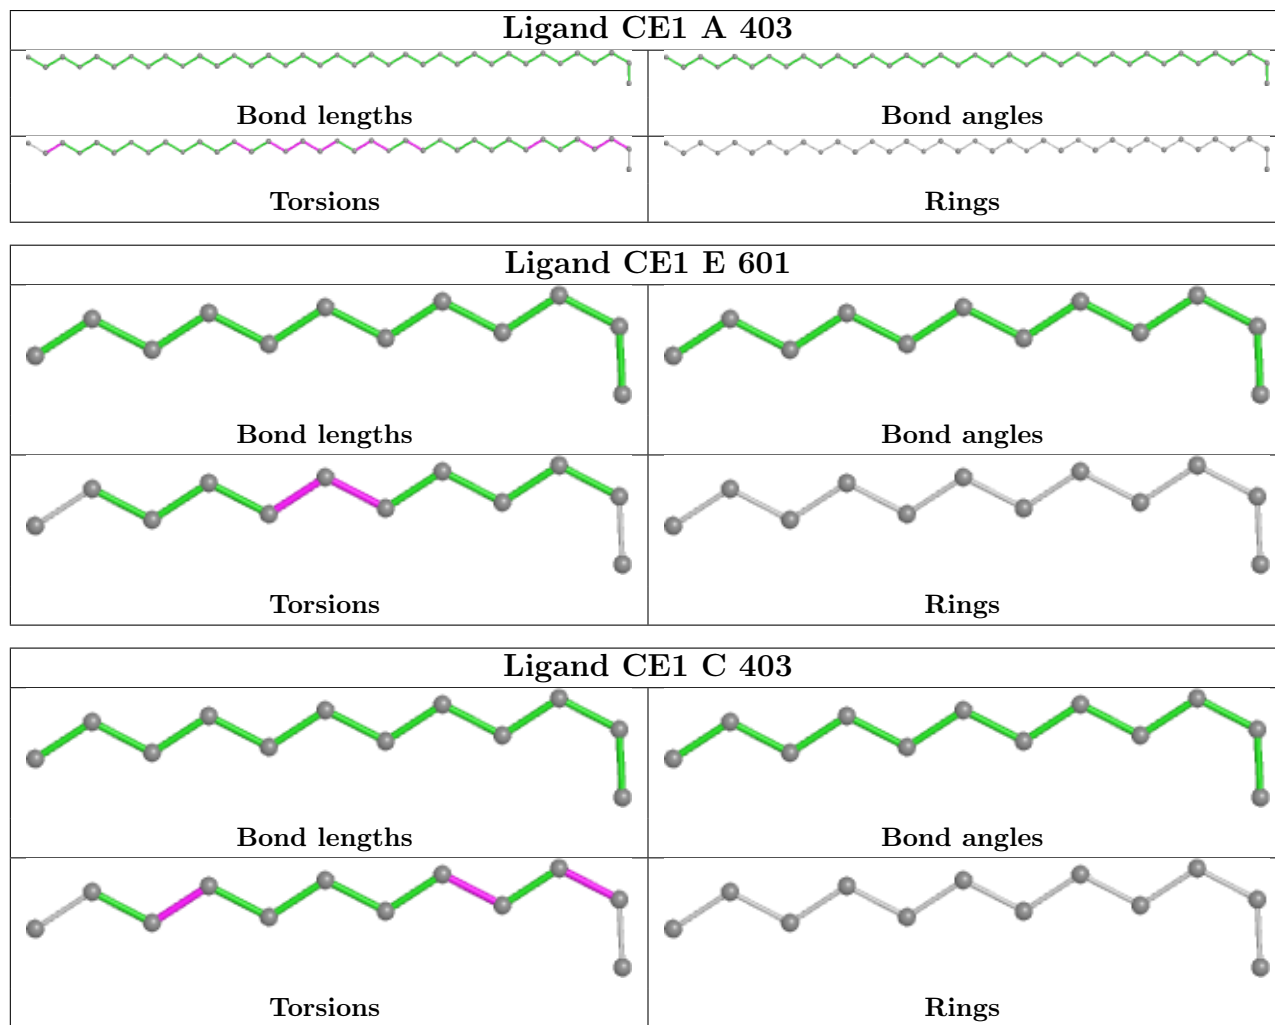 Ligand CE1 A 403
Bond lengths Bond angles
Torsions Rings
Ligand CE1 E 601
Bond lengths Bond angles
Torsions Rings
Ligand CE1 C 403
Bond lengths Bond angles
Torsions Rings